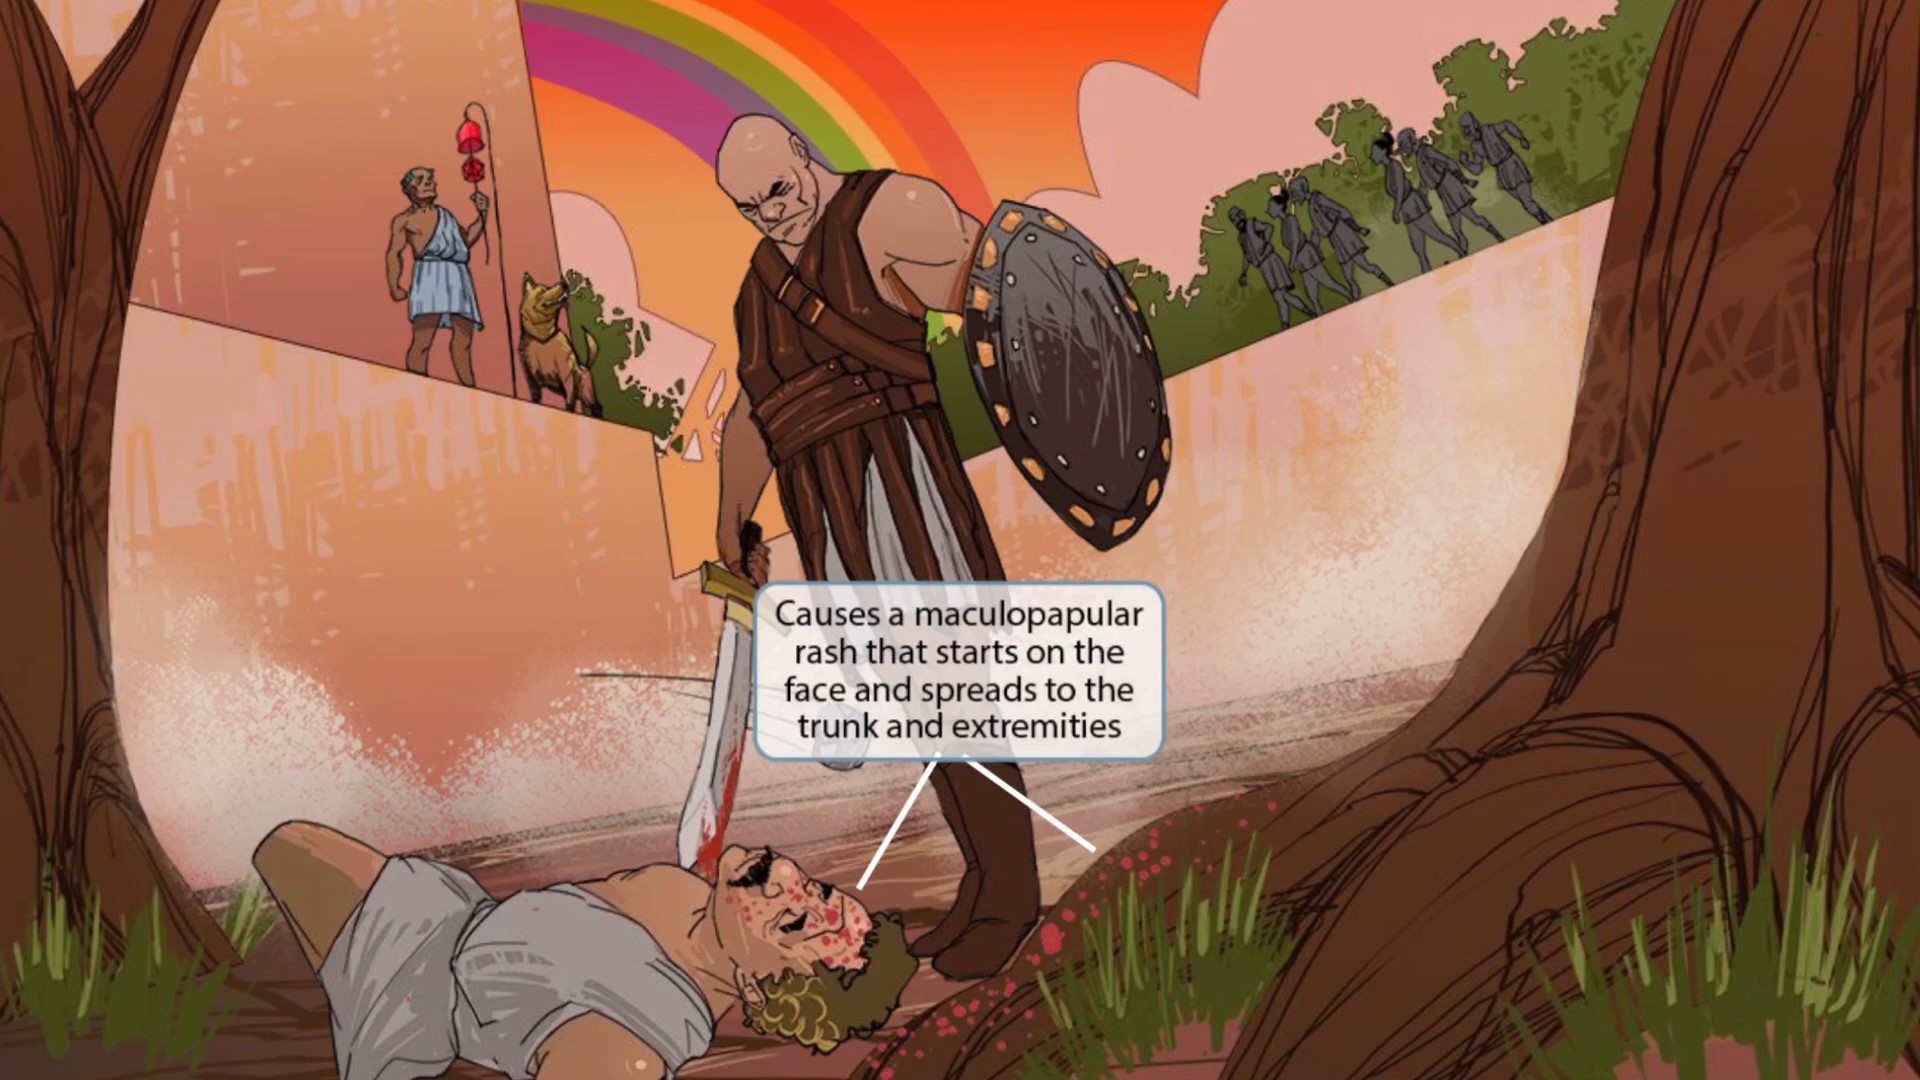 Causes a maculopapular
rash that starts on the
face and spreads to the
trunk and extremities